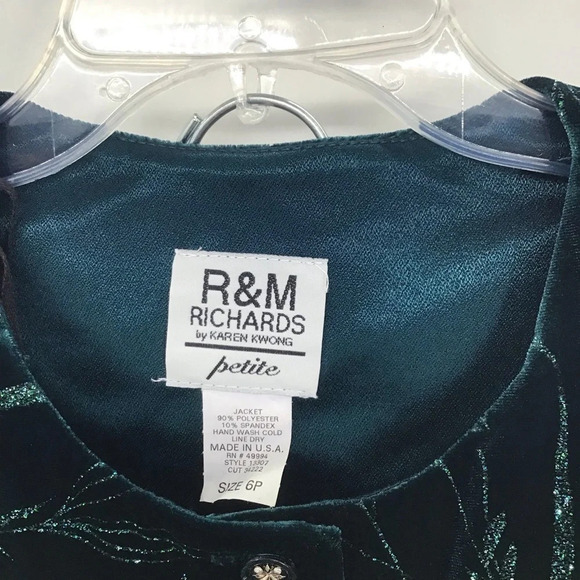 R&M
RICHARDS
by KAREN KWONG
petite
JACKET
90% POLYESTER
10% SPANDEX
HAND WASH COLD
LINE DRY
MADE IN U.S.A.
RN # 49994
STYLE
CUT
SIZE 6P